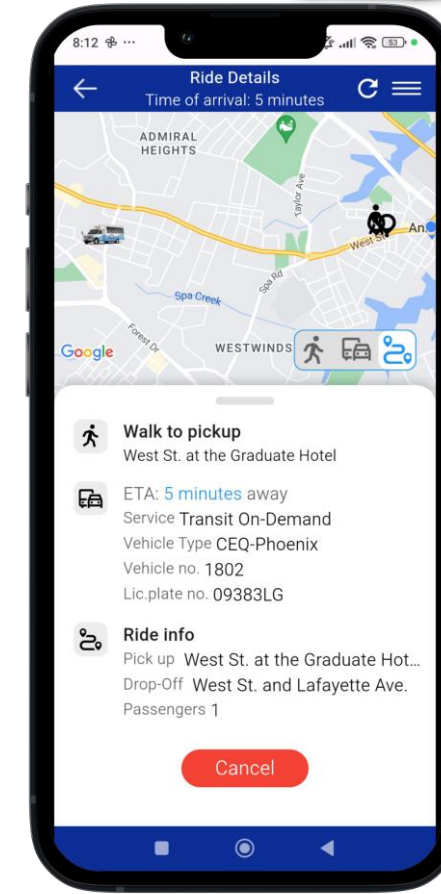 8:12 ...
53
Ride Details
Time of arrival: 5 minutes
ADMIRAL
HEIGHTS
Taylor Ave
West St
An
Spa Rd
Spa Creek
Forest Dr
Google
WESTWINDS
Walk to pickup
West St. at the Graduate Hotel
ETA: 5 minutes away
Service Transit On-Demand
Vehicle Type CEQ-Phoenix
Vehicle no. 1802
Lic.plate no. 09383LG
Ride info
Pick up West St. at the Graduate Hot...
Drop-Off West St. and Lafayette Ave.
Passengers 1
Cancel